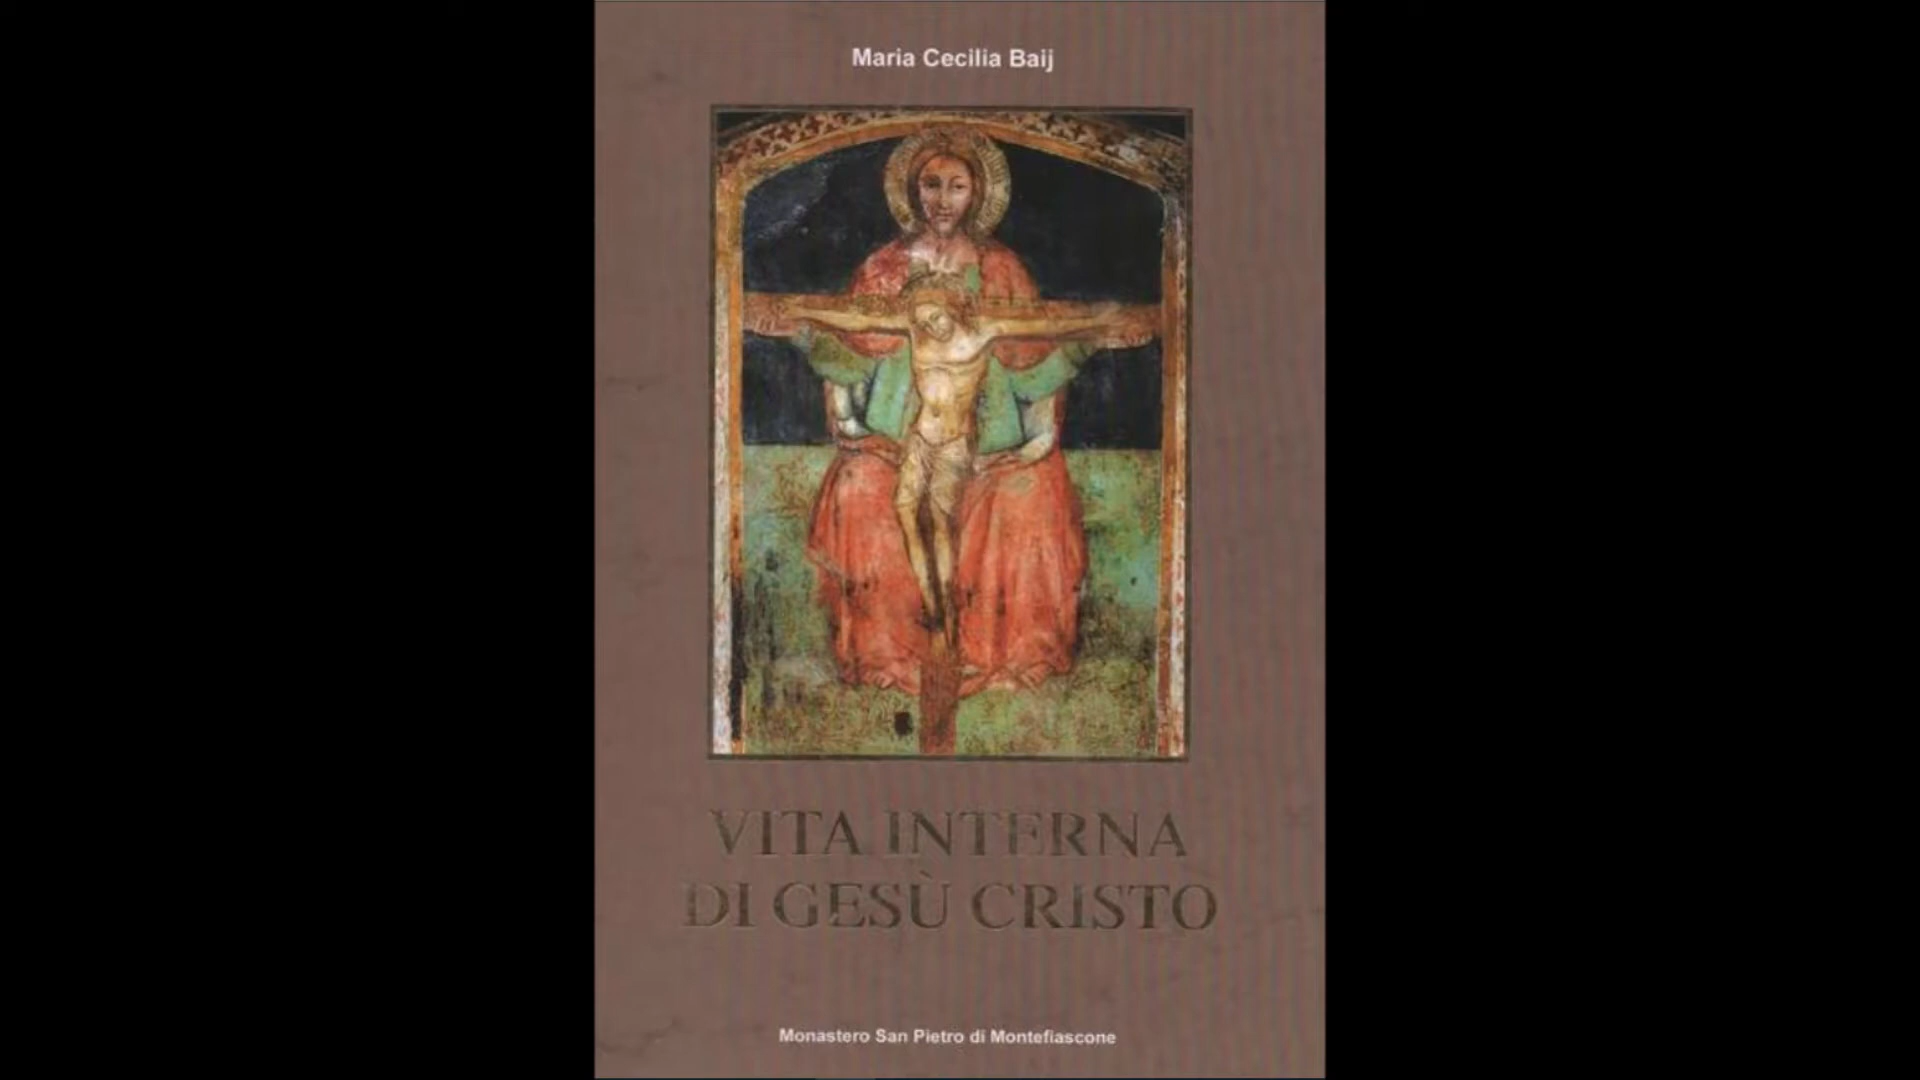 Maria Cecilia Baij
VITA INTERNA
DI GESÙ CRISTO
Monastero San Pietro di Montefiascone